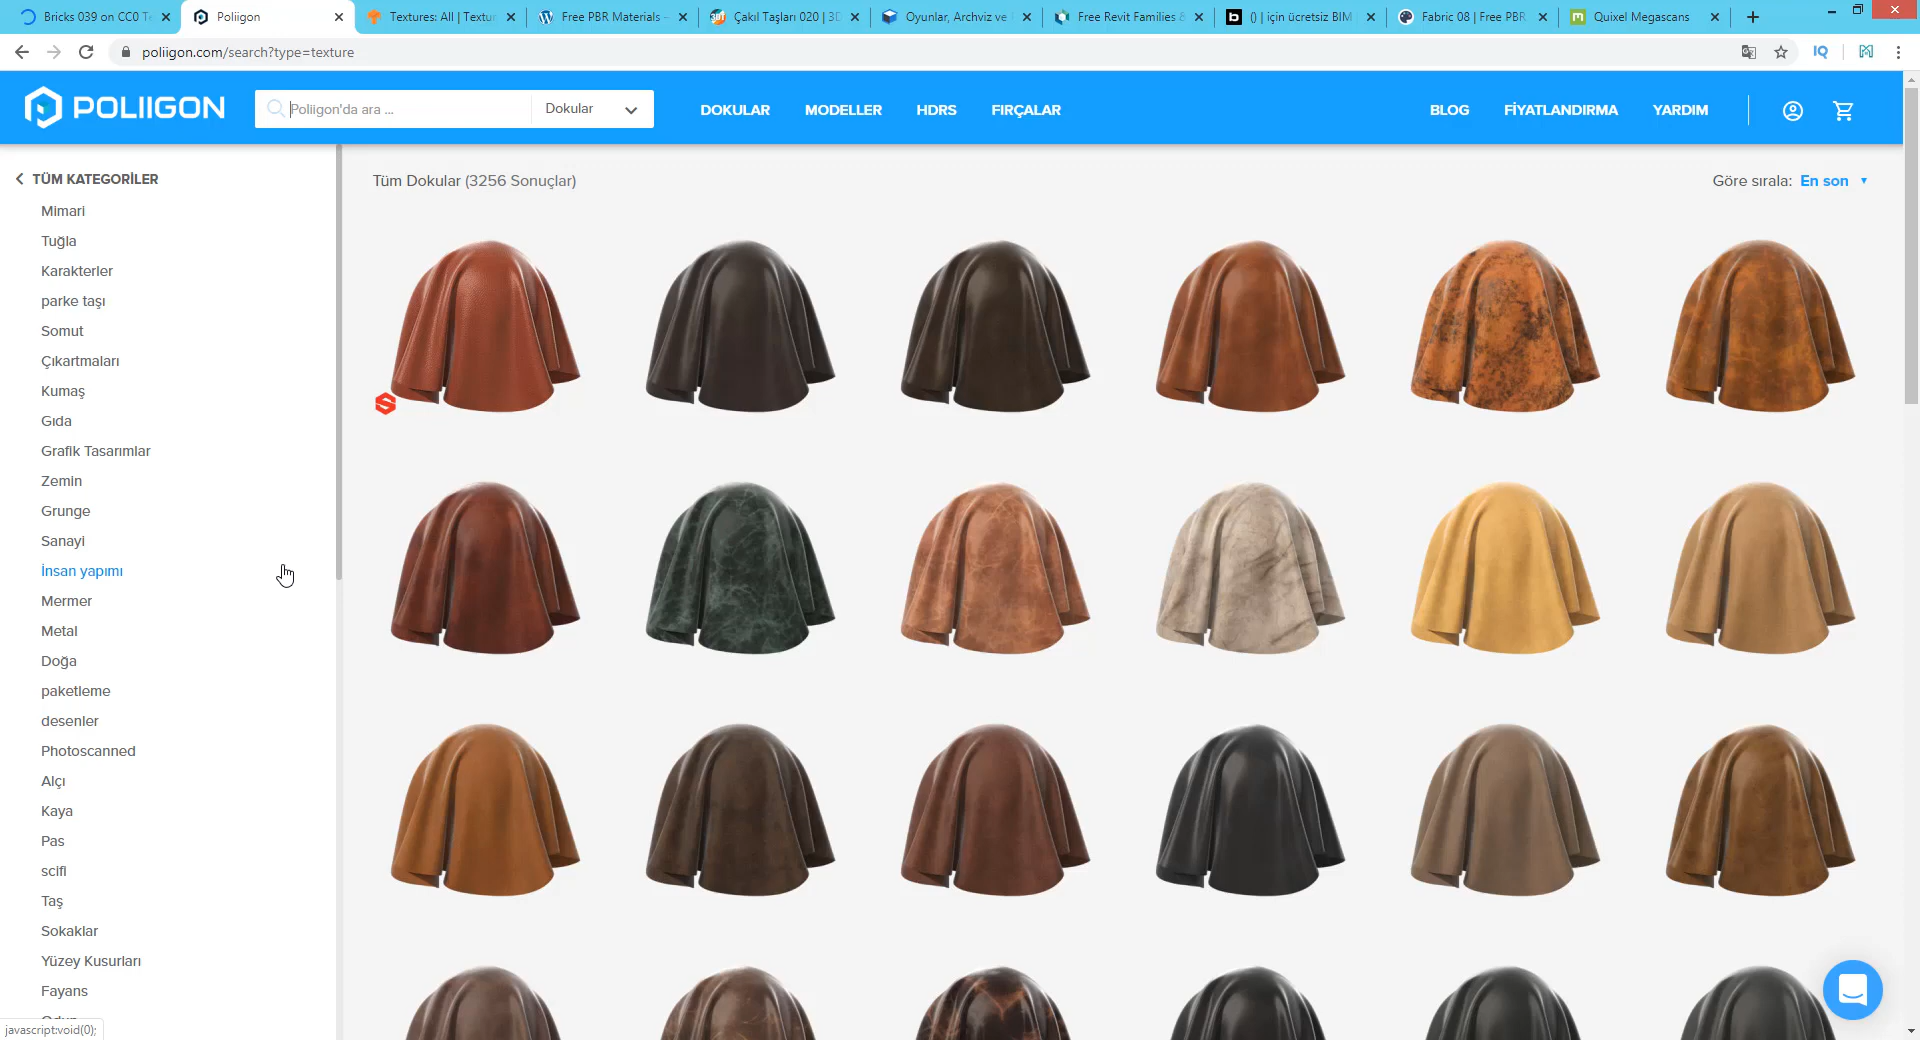 Bricks 039 on CC0 Te
Poliigon
Textures: All | Textur
Free PBR Materials –
Çakıl Taşları 020 | 3D
Oyunlar, Archviz ve
Free Revit Families &
() | için ücretsiz BIM
Fabric 08 | Free PBR
Quixel Megascans
poliigon.com/search?type=texture
POLIIGON
Poliigon'da ara ...
Dokular
DOKULAR
MODELLER
HDRS
FIRÇALAR
BLOG
FİYATLANDIRMA
YARDIM
TÜM KATEGORİLER
Mimari
Tuğla
Karakterler
parke taşı
Somut
Çıkartmaları
Kumaş
Gıda
Grafik Tasarımlar
Zemin
Grunge
Sanayi
İnsan yapımı
Mermer
Metal
Doğa
paketleme
desenler
Photoscanned
Alçı
Kaya
Pas
scifi
Taş
Sokaklar
Yüzey Kusurları
Fayans
javascript:void(0);
Tüm Dokular (3256 Sonuçlar)
Göre sırala: En son